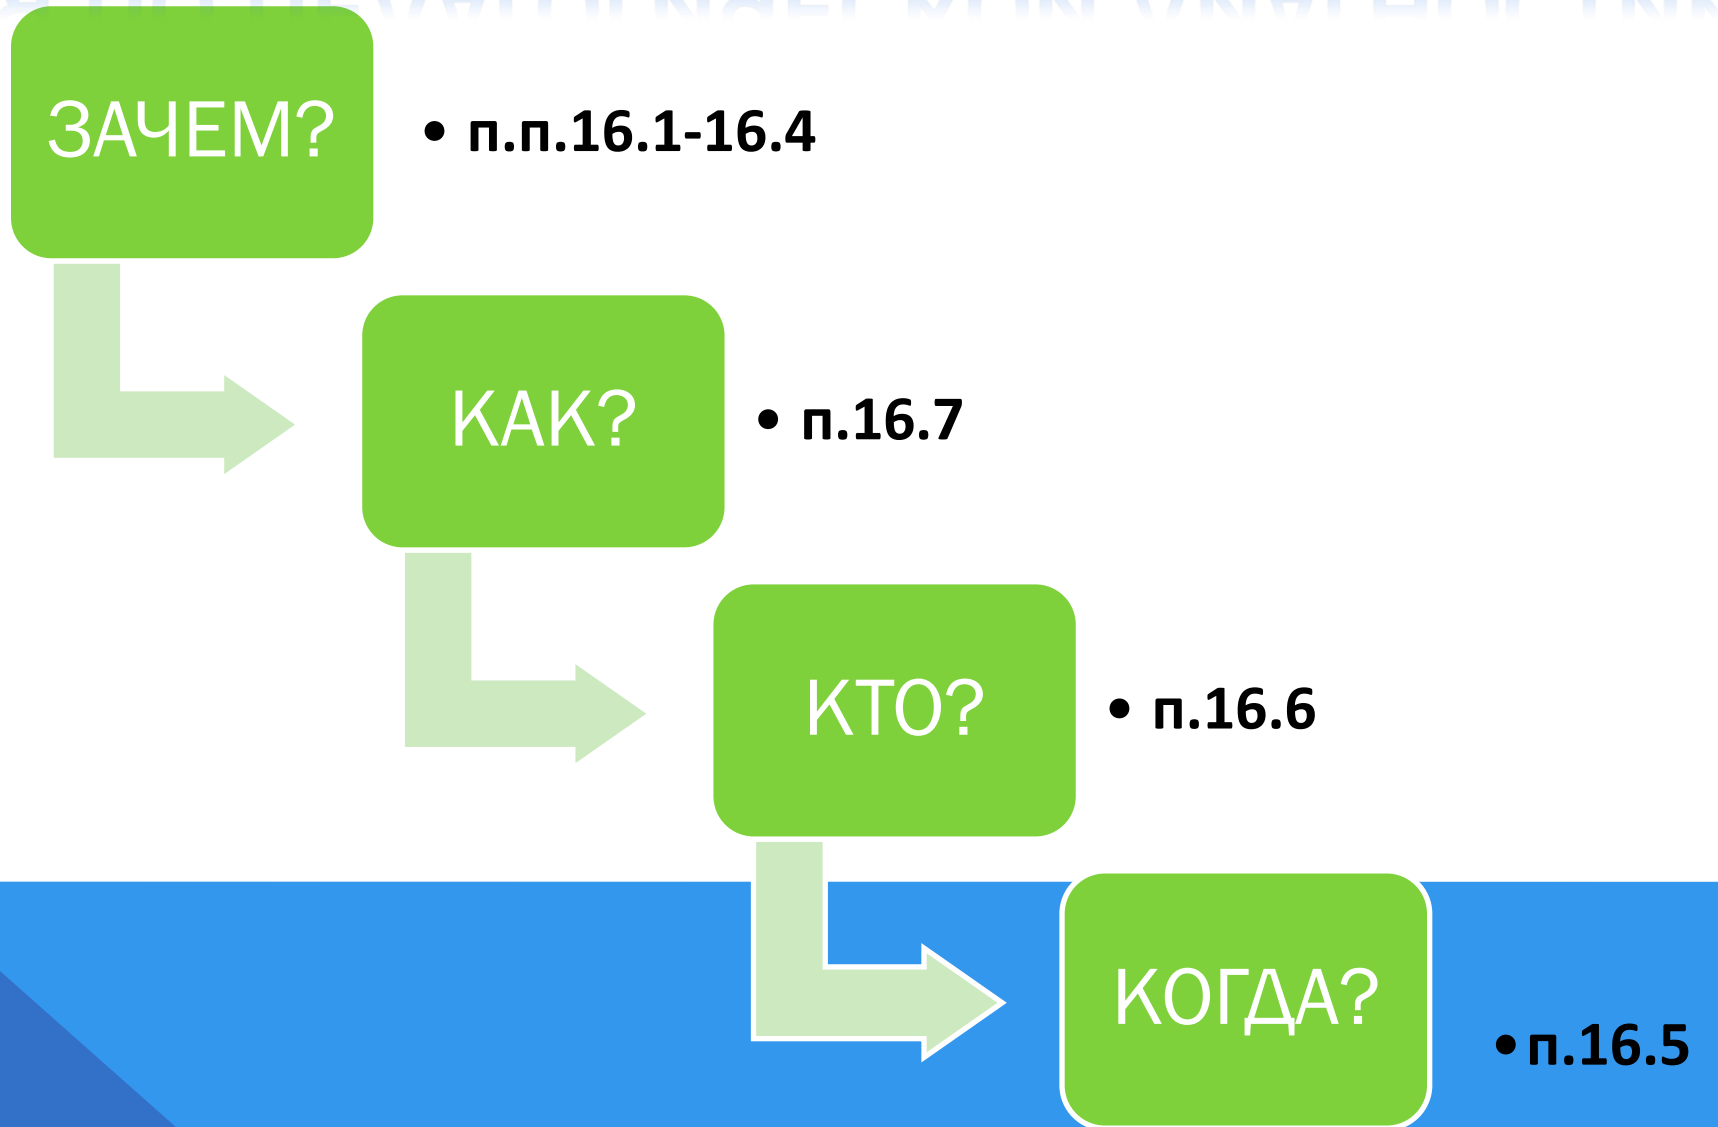 ЗАЧЕМ?
• п.п.16.1-16.4
КАК?
• п.16.7
КТО?
• п.16.6
КОГДА?
• п.16.5